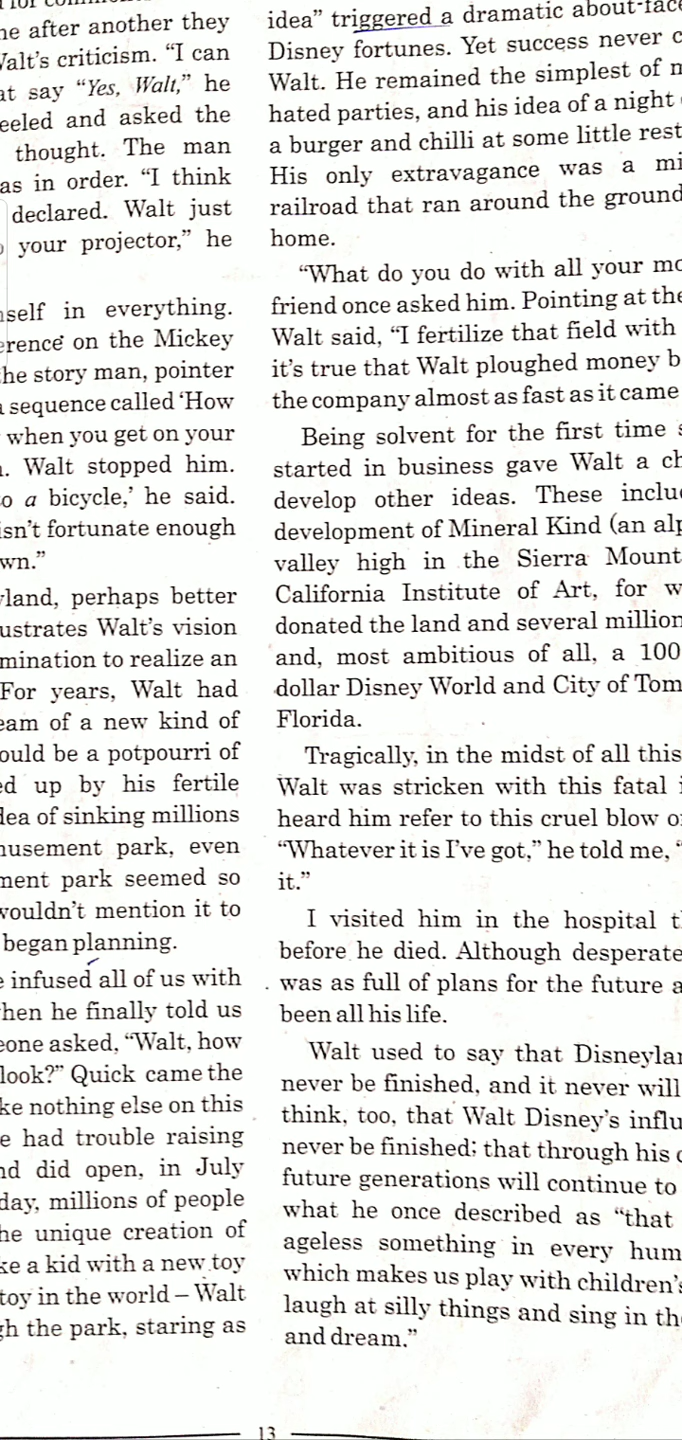 ne after another they
Walt's criticism. "I can
at say "Yes, Walt," he
eeled and asked the
thought. The man
as in order. "I think
declared. Walt just
your projector," he
self in everything.
erence on the Mickey
he story man, pointer
a sequence called 'How
when you get on your
Walt stopped him.
to a bicycle,' he said.
isn't fortunate enough
wn."
land, perhaps better
ustrates Walt's vision
mination to realize an
For years, Walt had
eam of a new kind of
ould be a potpourri of
ed up by his fertile
dea of sinking millions
musement park, even
ment park seemed so
wouldn't mention it to
began planning.
e infused all of us with
hen he finally told us
eone asked, "Walt, how
look?" Quick came the
ke nothing else on this
e had trouble raising
nd did open, in July
day, millions of people
he unique creation of
ke a kid with a new toy
toy in the world – Walt
gh the park, staring as
idea" triggered a dramatic about-face
Disney fortunes. Yet success never c
Walt. He remained the simplest of m
hated parties, and his idea of a night
a burger and chilli at some little rest
His only extravagance was a mi
railroad that ran around the ground
home.
"What do you do with all your mo
friend once asked him. Pointing at the
Walt said, "I fertilize that field with
it's true that Walt ploughed money b
the company almost as fast as it came
Being solvent for the first time s
started in business gave Walt a ch
develop other ideas. These inclu
development of Mineral Kind (an alp
valley high in the Sierra Mount
California Institute of Art, for w
donated the land and several million
and, most ambitious of all, a 100
dollar Disney World and City of Tom
Florida.
Tragically, in the midst of all this
Walt was stricken with this fatal i
heard him refer to this cruel blow o
"Whatever it is I've got," he told me, "
it."
I visited him in the hospital t
before he died. Although desperate
was as full of plans for the future a
been all his life.
Walt used to say that Disneylan
never be finished, and it never will
think, too, that Walt Disney's influ
never be finished; that through his c
future generations will continue to
what he once described as "that
ageless something in every hum
which makes us play with children's
laugh at silly things and sing in the
and dream."
13